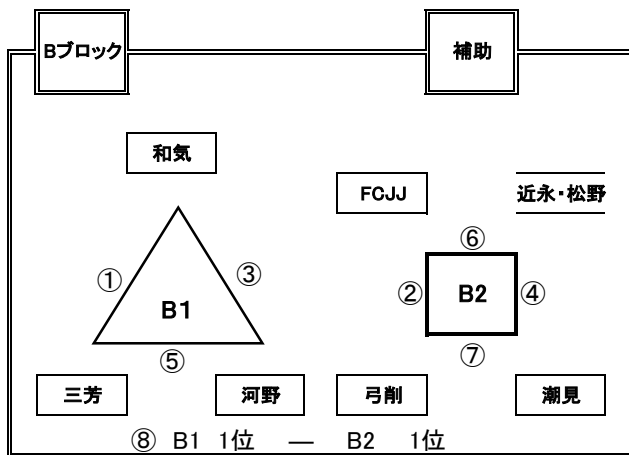 Bブロック 補助
和気
FCJJ 近永・松野
⑥
① ③ ② B2 ④
B1
⑤ ⑦
三芳 河野 弓削 潮見
⑧ B1 1位 ― B2 1位